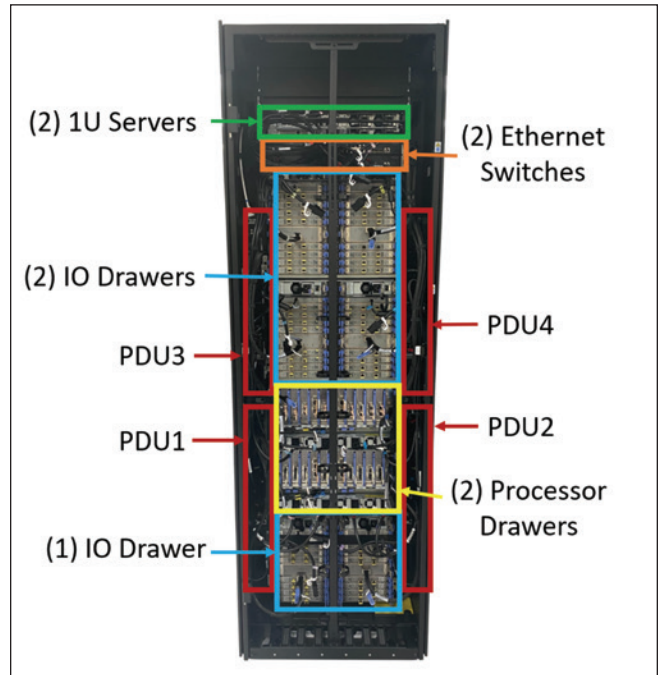 (2) 1U Servers
(2) Ethernet
Switches
(2) IO Drawers
PDU4
PDU3
PDU1
PDU2
(2) Processor
Drawers
(1) IO Drawer